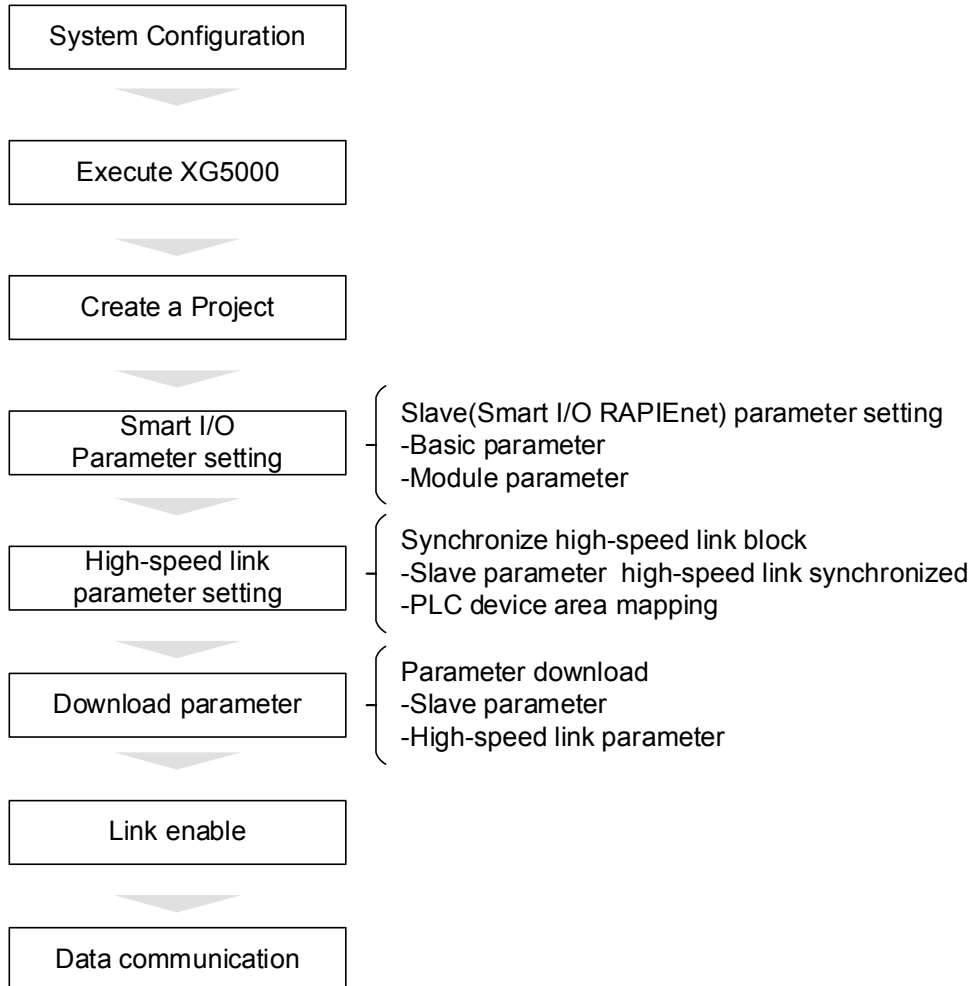 System Configuration
Execute XG5000
Create a Project
Smart I/O
Parameter setting
Slave(Smart I/O RAPIEnet) parameter setting
-Basic parameter
-Module parameter
High-speed link
parameter setting
Synchronize high-speed link block
-Slave parameter  high-speed link synchronized
-PLC device area mapping
Download parameter
Parameter download
-Slave parameter
-High-speed link parameter
Link enable
Data communication